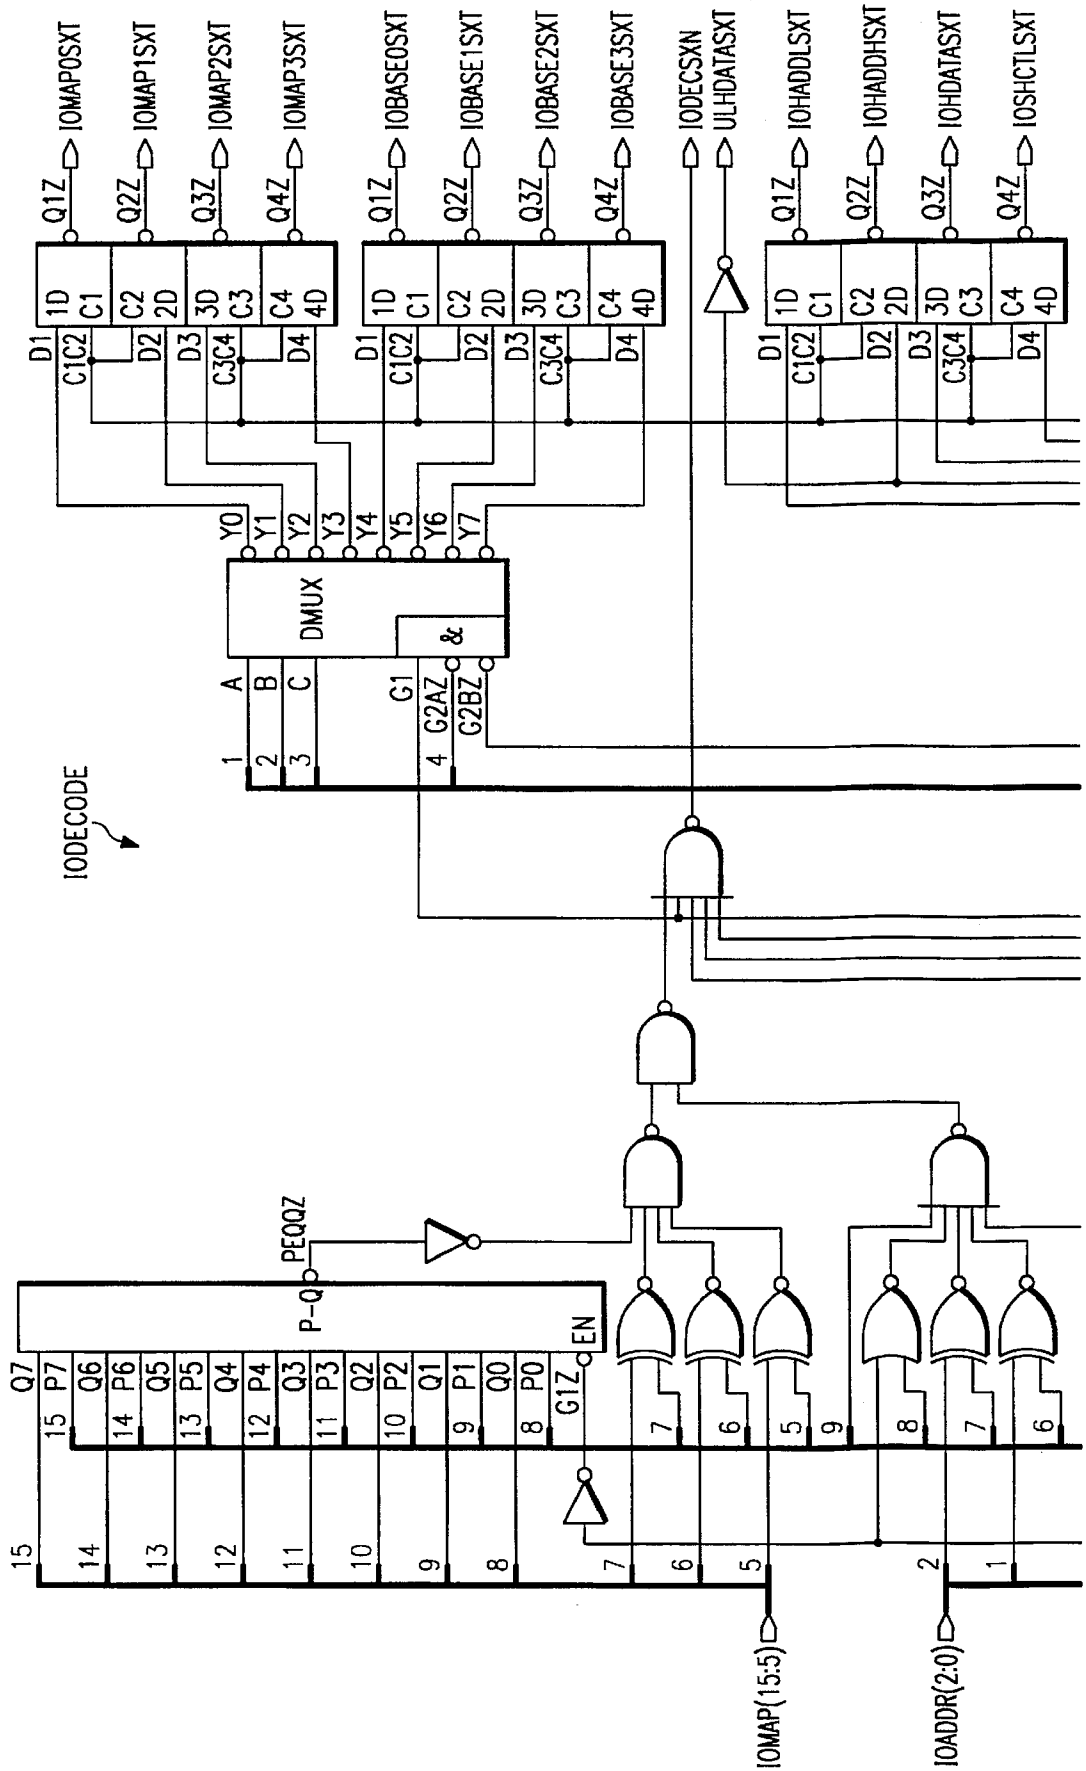 IODECODE
IOMAP(15:5)
IOADDR(2:0)
15
14
13
12
11
10
9
8
7
6
5
2
1
Q7
P7
15
Q6
P6
14
Q5
P5
13
Q4
P4
12
Q3
P3
11
Q2
P2
10
Q1
P1
9
Q0
P0
8
G1Z
EN
P-Q
PEQQZ
7
6
5
9
8
7
6
1
2
3
4
A
B
C
G1
G2AZ
G2BZ
DMUX
&
Y0
Y1
Y2
Y3
Y4
Y5
Y6
Y7
D1
C1C2
D2
D3
C3C4
D4
1D
C1
C2
2D
3D
C3
C4
4D
Q1Z
Q2Z
Q3Z
Q4Z
IOMAP0SXT
IOMAP1SXT
IOMAP2SXT
IOMAP3SXT
D1
C1C2
D2
D3
C3C4
D4
1D
C1
C2
2D
3D
C3
C4
4D
Q1Z
Q2Z
Q3Z
Q4Z
IOBASE0SXT
IOBASE1SXT
IOBASE2SXT
IOBASE3SXT
IODECSXN
ULHDATASXT
D1
C1C2
D2
D3
C3C4
D4
1D
C1
C2
2D
3D
C3
C4
4D
Q1Z
Q2Z
Q3Z
Q4Z
IOHADDLSXT
IOHADDHSXT
IOHDATASXT
IOSHCTLSXT